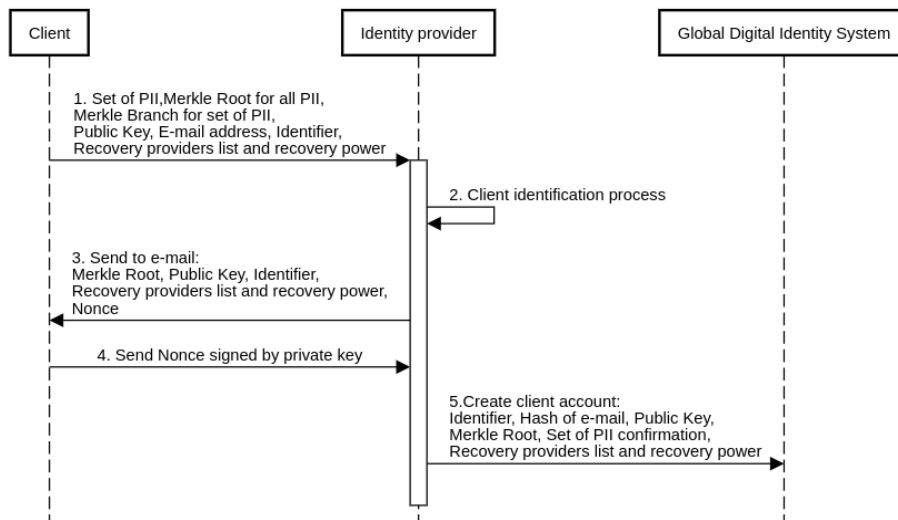 Client
Identity provider
Global Digital Identity System
1. Set of PII,Merkle Root for all PII,
Merkle Branch for set of PII,
Public Key, E-mail address, Identifier,
Recovery providers list and recovery power
2. Client identification process
3. Send to e-mail:
Merkle Root, Public Key, Identifier,
Recovery providers list and recovery power,
Nonce
4. Send Nonce signed by private key
5.Create client account:
Identifier, Hash of e-mail, Public Key,
Merkle Root, Set of PII confirmation,
Recovery providers list and recovery power